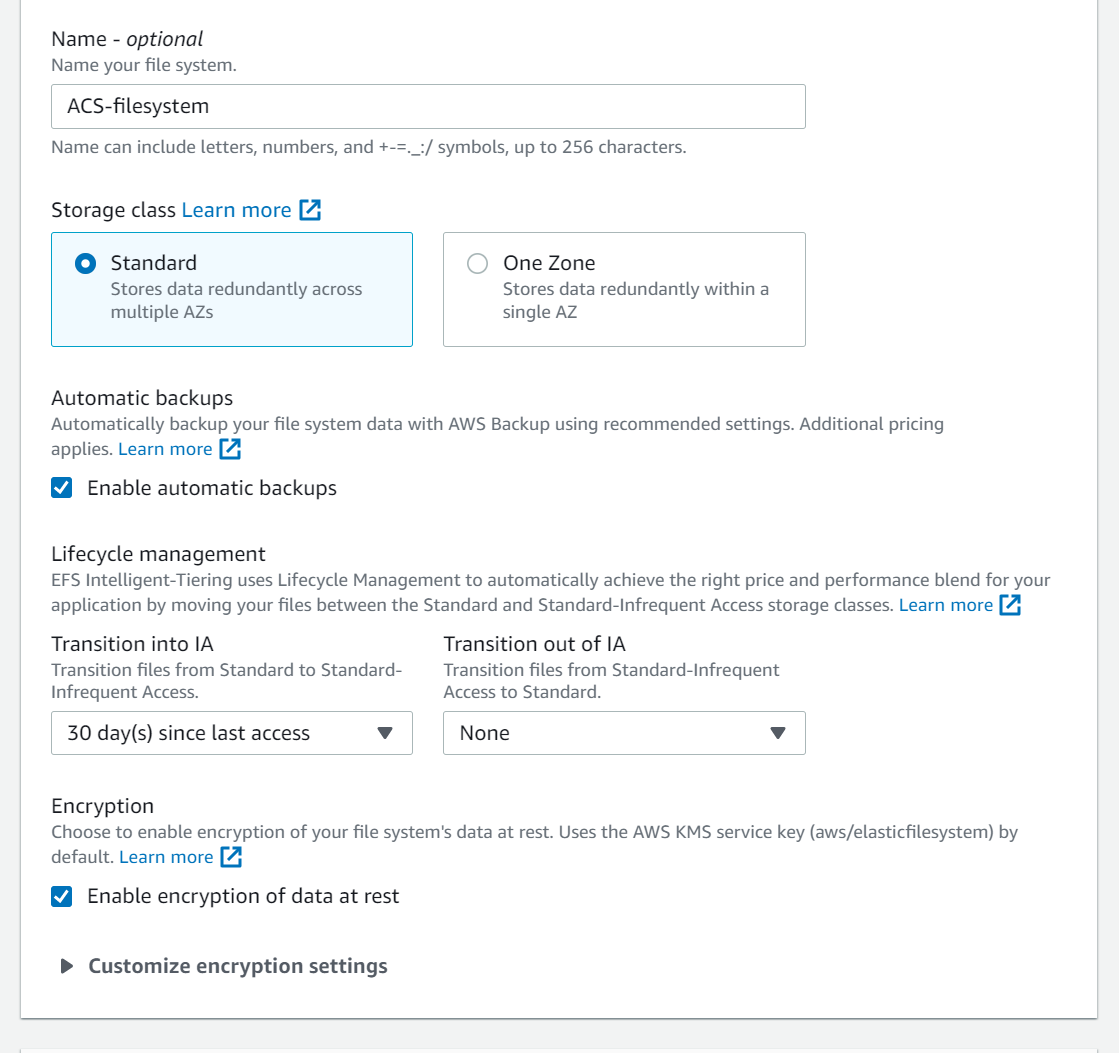 Name - optional
Name your file system.
ACS-filesystem
Name can include letters, numbers, and +-=._:/ symbols, up to 256 characters.
Storage class Learn more
Standard
Stores data redundantly across
multiple AZs
One Zone
Stores data redundantly within a
single AZ
Automatic backups
Automatically backup your file system data with AWS Backup using recommended settings. Additional pricing
applies. Learn more
Enable automatic backups
Lifecycle management
EFS Intelligent-Tiering uses Lifecycle Management to automatically achieve the right price and performance blend for your
application by moving your files between the Standard and Standard-Infrequent Access storage classes. Learn more
Transition into IA
Transition files from Standard to Standard-
Infrequent Access.
30 day(s) since last access
Transition out of IA
Transition files from Standard-Infrequent
Access to Standard.
None
Encryption
Choose to enable encryption of your file system's data at rest. Uses the AWS KMS service key (aws/elasticfilesystem) by
default. Learn more
Enable encryption of data at rest
Customize encryption settings